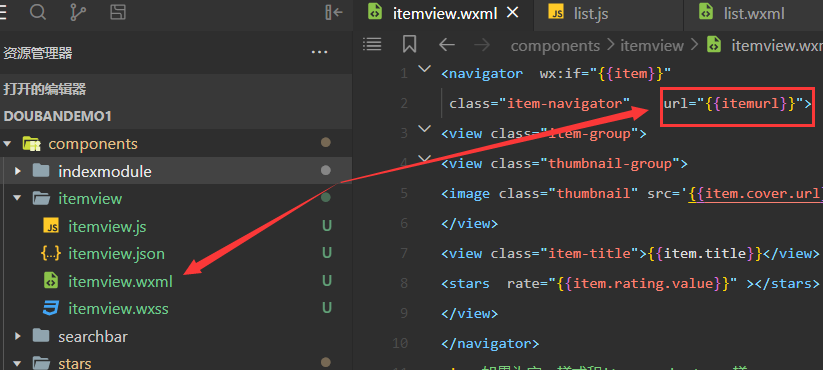 itemview.wxml
list.js
list.wxml
资源管理器
components
itemview
itemview.wxm
打开的编辑器
DOUBANDEMO1
components
indexmodule
itemview
itemview.js U
itemview.json U
itemview.wxml U
itemview.wxss U
searchbar
stars
1 <navigator wx:if="{{item}}"
2 class="item-navigator" url="{{itemurl}}">
3 <view class="item-group">
4 <view class="thumbnail-group">
5 <image class="thumbnail" src='{{item.cover.url}
6 </view>
7 <view class="item-title">{{item.title}}</view>
8 <stars rate="{{item.rating.value}}" ></stars>
9 </view>
10 </navigator>